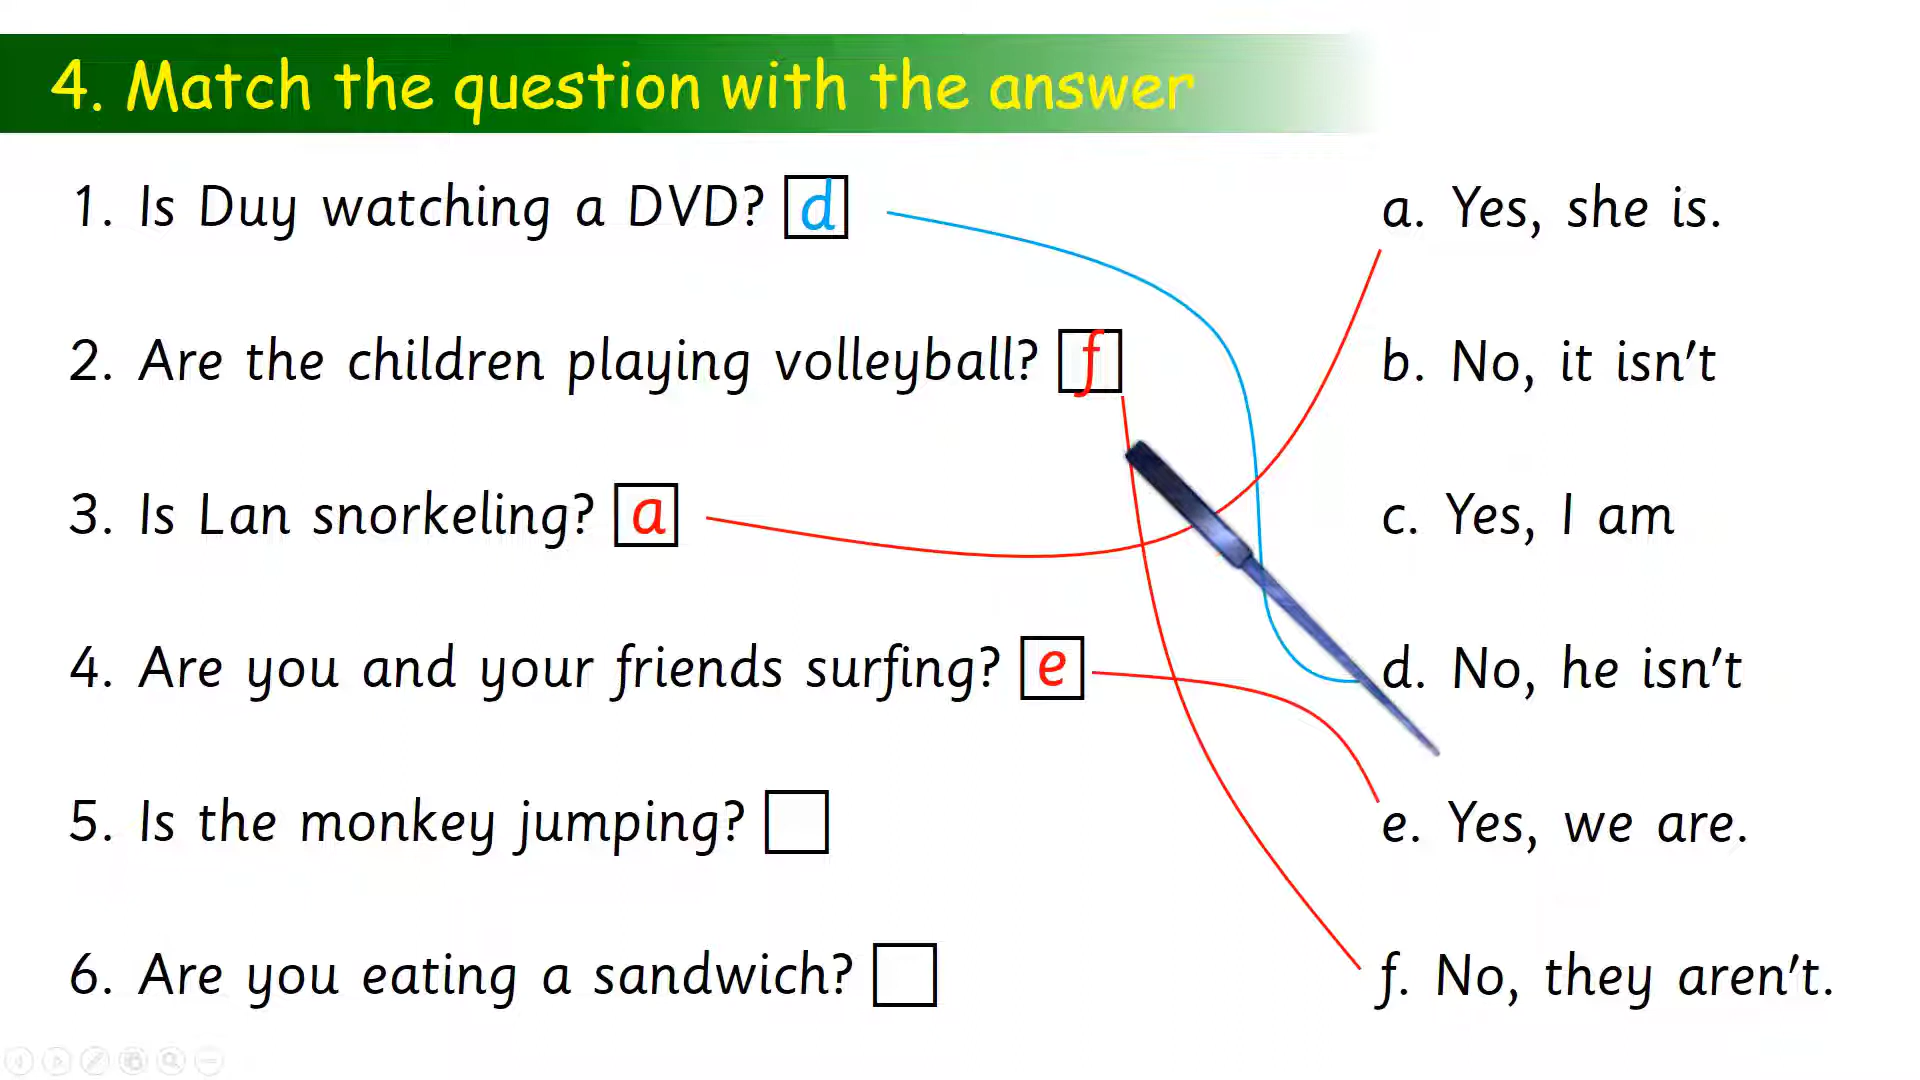 4. Match the question with the answer
1. Is Duy watching a DVD? d
a. Yes, she is.
2. Are the children playing volleyball? f
b. No, it isn't
3. Is Lan snorkeling? a
c. Yes, I am
4. Are you and your friends surfing? e
d. No, he isn't
5. Is the monkey jumping?
e. Yes, we are.
6. Are you eating a sandwich?
f. No, they aren't.